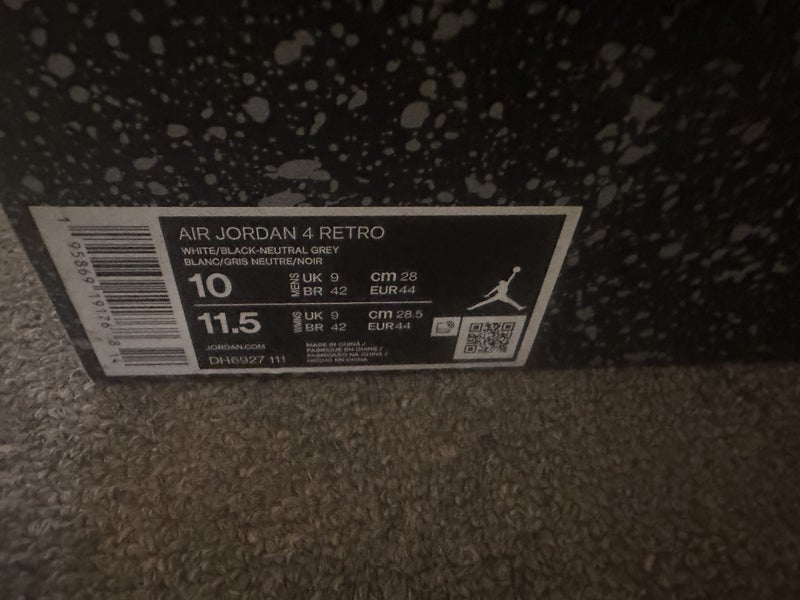 AIR JORDAN 4 RETRO
WHITE/BLACK-NEUTRAL GREY
BLANC/GRIS NEUTRE/NOIR
10 MENS UK 9 cm 28
BR 42 EUR 44
11.5 WMNS UK 9 cm 28.5
BR 42 EUR 44
JORDAN.COM
DH6927 111
MADE IN CHINA /
FABRIQUÉ EN CHINE /
FABRICADO NA CHINA /
HECHO EN CHINA